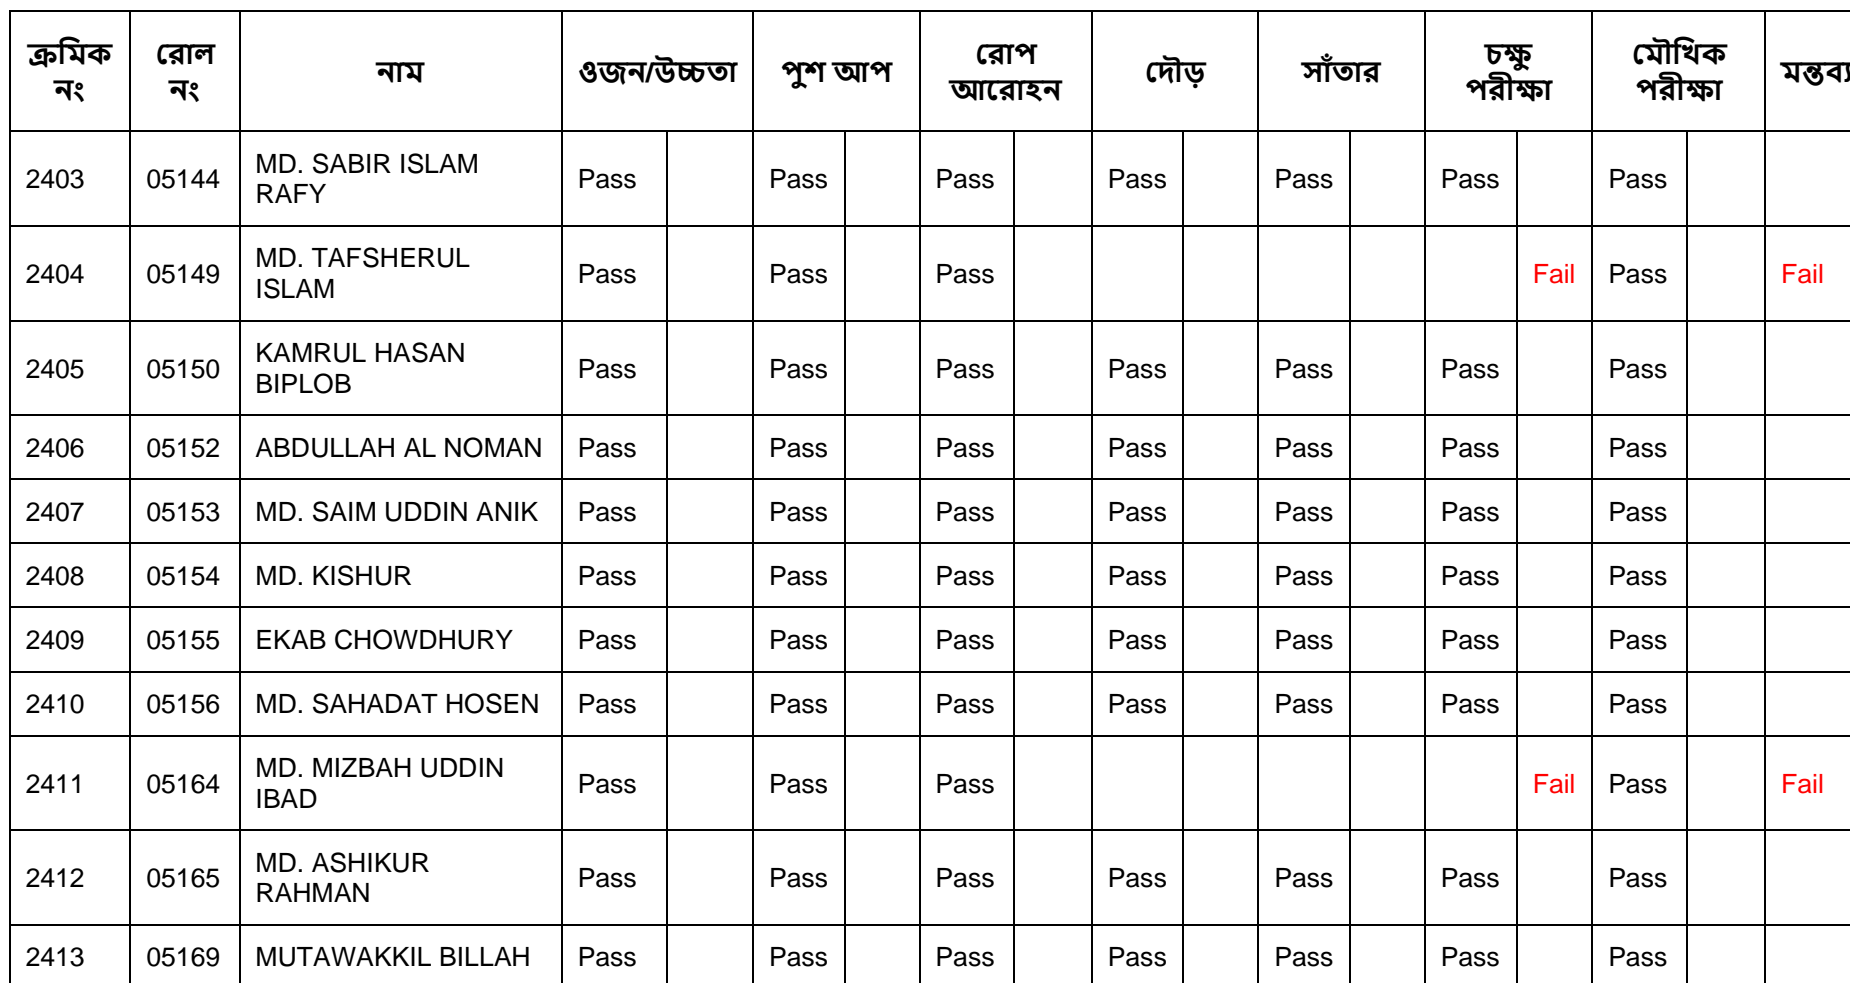 ক্রমিক নং রোল নং নাম ওজন/উচ্চতা পুশ আপ রোপ আরোহন দৌড় সাঁতার চক্ষু পরীক্ষা মৌখিক পরীক্ষা মন্তব্য
2403 05144 MD. SABIR ISLAM RAFY Pass Pass Pass Pass Pass Pass Pass
2404 05149 MD. TAFSHERUL ISLAM Pass Pass Pass Fail Pass Fail
2405 05150 KAMRUL HASAN BIPLOB Pass Pass Pass Pass Pass Pass Pass
2406 05152 ABDULLAH AL NOMAN Pass Pass Pass Pass Pass Pass Pass
2407 05153 MD. SAIM UDDIN ANIK Pass Pass Pass Pass Pass Pass Pass
2408 05154 MD. KISHUR Pass Pass Pass Pass Pass Pass Pass
2409 05155 EKAB CHOWDHURY Pass Pass Pass Pass Pass Pass Pass
2410 05156 MD. SAHADAT HOSEN Pass Pass Pass Pass Pass Pass Pass
2411 05164 MD. MIZBAH UDDIN IBAD Pass Pass Pass Fail Pass Fail
2412 05165 MD. ASHIKUR RAHMAN Pass Pass Pass Pass Pass Pass Pass
2413 05169 MUTAWAKKIL BILLAH Pass Pass Pass Pass Pass Pass Pass